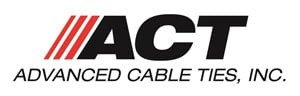 ACT
ADVANCED CABLE TIES, INC.